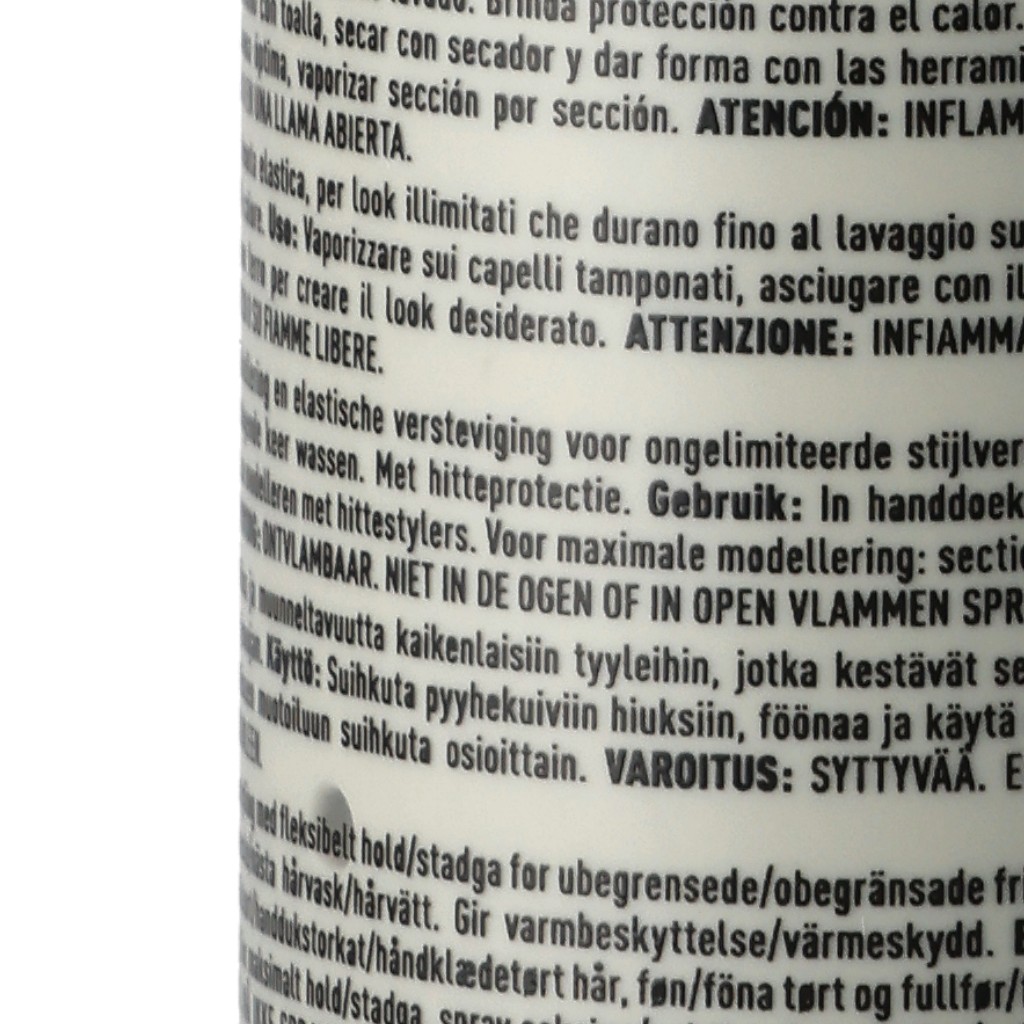 Brinda protección contra el calor.
toalla, secar con secador y dar forma con las herrami
óptima, vaporizar sección por sección. ATENCIÓN: INFLAM
UNA LLAMA ABIERTA.
elastica, per look illimitati che durano fino al lavaggio su
Uso: Vaporizzare sui capelli tamponati, asciugare con il
per creare il look desiderato. ATTENZIONE: INFIAMMA
SU FIAMME LIBERE.
en elastische versteviging voor ongelimiteerde stijlver
keer wassen. Met hitteprotectie. Gebruik: In handdoek
modelleren met hittestylers. Voor maximale modellering: sectie
ONTVLAMBAAR. NIET IN DE OGEN OF IN OPEN VLAMMEN SPR
ja muunneltavuutta kaikenlaisiin tyyleihin, jotka kestävät se
Käyttö: Suihkuta pyyhekuiviin hiuksiin, föönaa ja käytä
muotoiluun suihkuta osioittain. VAROITUS: SYTTYVÄÄ. E
med fleksibelt hold/stadga for ubegrensede/obegränsade fri
hårvask/hårvätt. Gir varmbeskyttelse/värmeskydd.
handdukstorkat/håndklædetørt hår, føn/föna tørt og fullfør/
maksimalt hold/stadga, spray